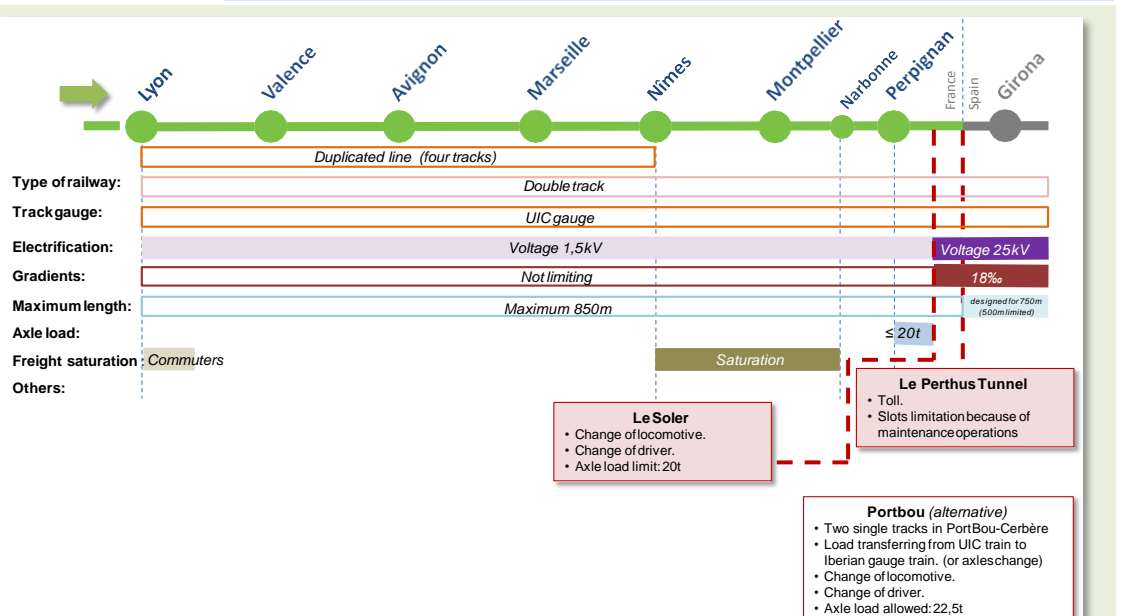 Lyon
Valence
Avignon
Marseille
Nîmes
Montpellier
Narbonne
Perpignan
France
Spain
Girona
Duplicated line (four tracks)
Type of railway:
Double track
Track gauge:
UIC gauge
Electrification:
Voltage 1,5kV
Voltage 25kV
Gradients:
Not limiting
18‰
Maximum length:
Maximum 850m
designed for 750m
(500m limited)
Axle load:
≤ 20t
Freight saturation :
Commuters
Saturation
Others:
Le Soler
• Change of locomotive.
• Change of driver.
• Axle load limit: 20t
Le Perthus Tunnel
• Toll.
• Slots limitation because of
maintenance operations
Portbou (alternative)
• Two single tracks in PortBou-Cerbère
• Load transferring from UIC train to
Iberian gauge train. (or axles change)
• Change of locomotive.
• Change of driver.
• Axle load allowed: 22,5t